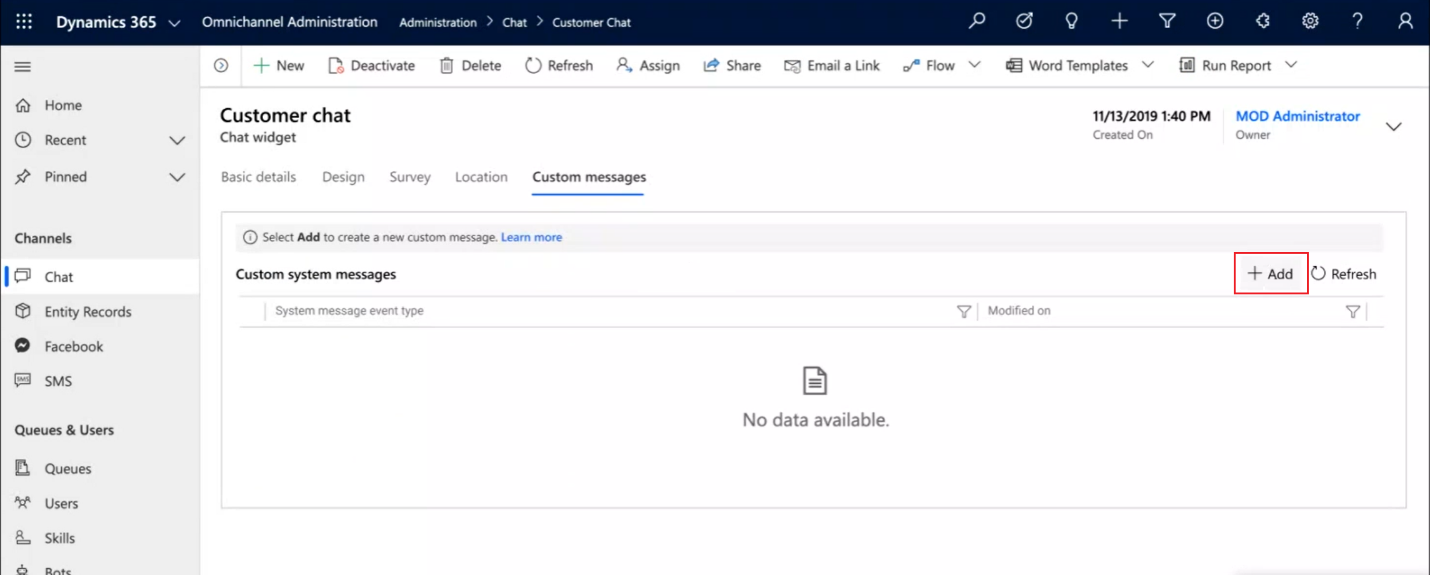 Dynamics 365 Omnichannel Administration Administration > Chat > Customer Chat
New Deactivate Delete Refresh Assign Share Email a Link Flow Word Templates Run Report
Home
Recent
Pinned
Channels
Chat
Entity Records
Facebook
SMS
SMS
Queues & Users
Queues
Users
Skills
Bots
Customer chat
Chat widget
11/13/2019 1:40 PM
Created On
MOD Administrator
Owner
Basic details Design Survey Location Custom messages
Select Add to create a new custom message. Learn more
Custom system messages
Add Refresh
System message event type Modified on
No data available.